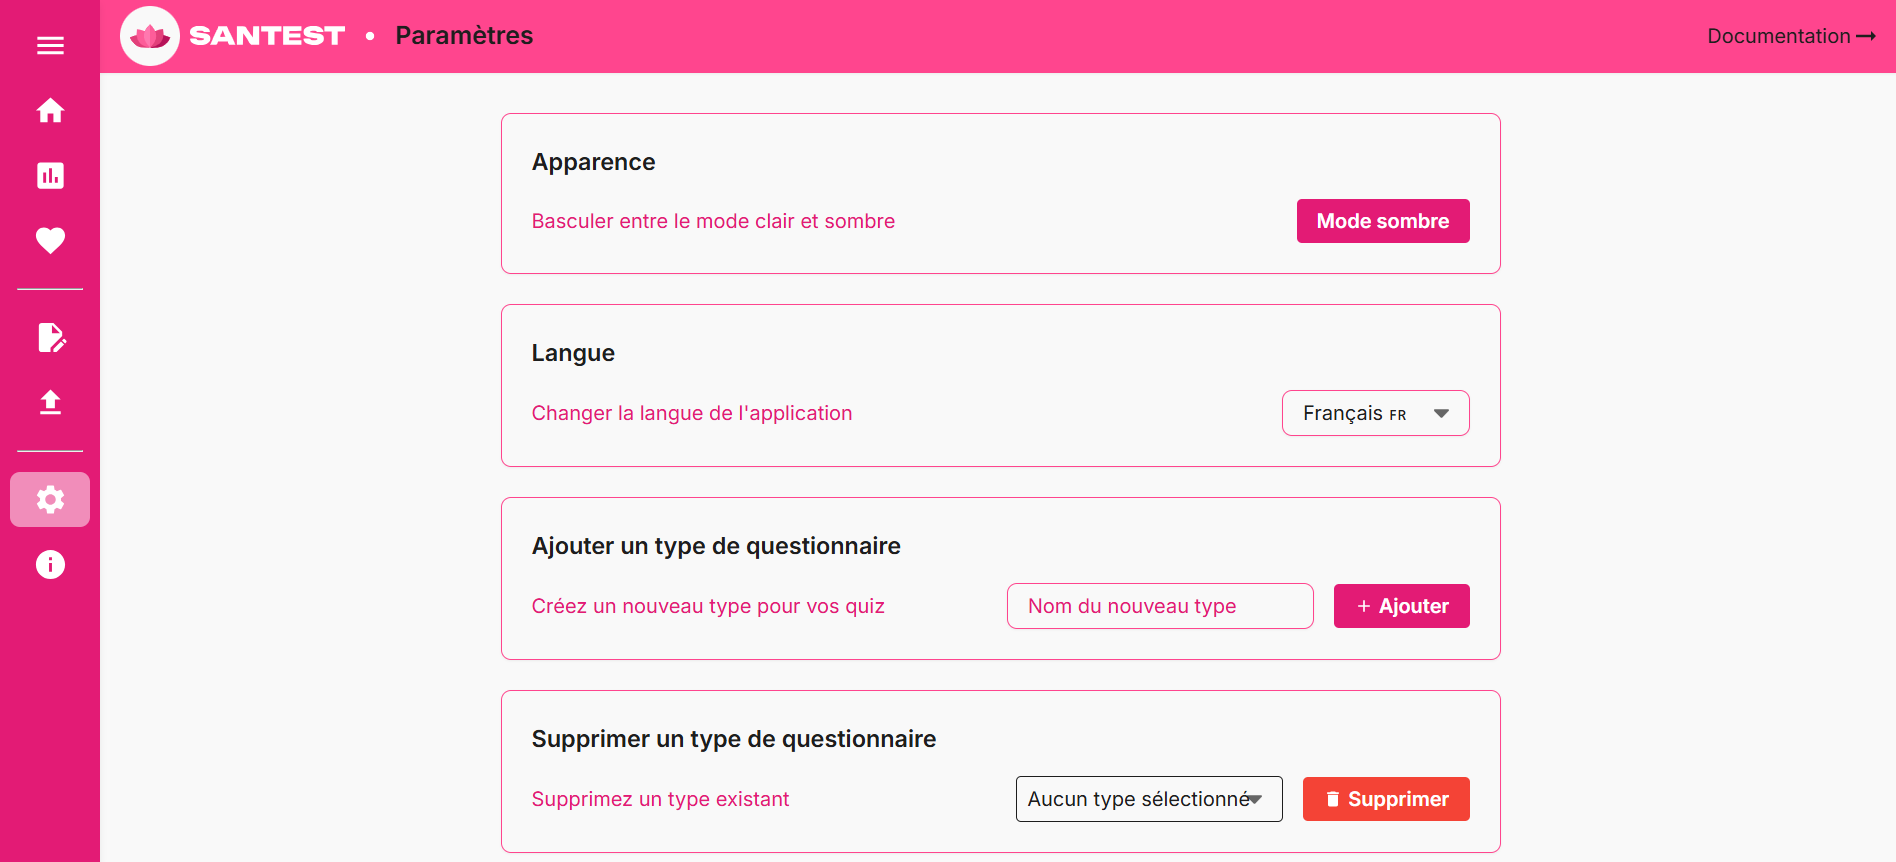 SANTEST • Paramètres
Documentation →
Apparence
Basculer entre le mode clair et sombre
Mode sombre
Langue
Changer la langue de l'application
Français FR
Ajouter un type de questionnaire
Créez un nouveau type pour vos quiz
Nom du nouveau type
+ Ajouter
Supprimer un type de questionnaire
Supprimez un type existant
Aucun type sélectionné
Supprimer